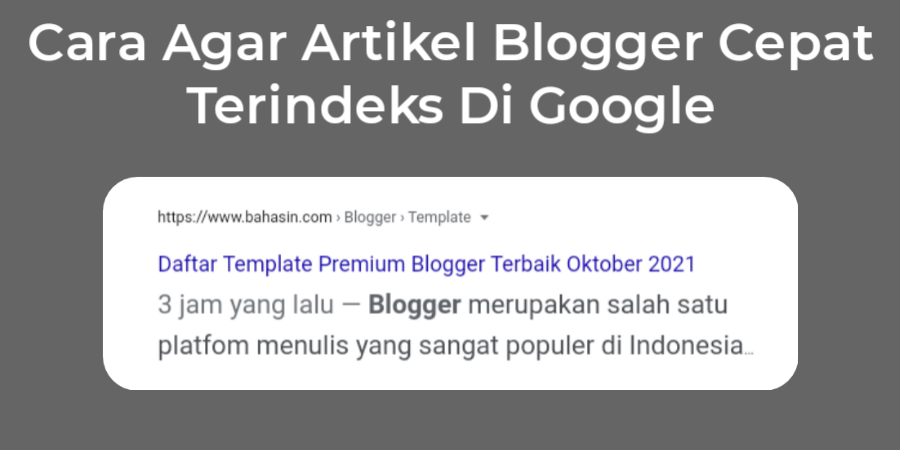 Cara Agar Artikel Blogger Cepat
Terindeks Di Google
https://www.bahasin.com › Blogger › Template
Daftar Template Premium Blogger Terbaik Oktober 2021
3 jam yang lalu — Blogger merupakan salah satu
platfom menulis yang sangat populer di Indonesia...